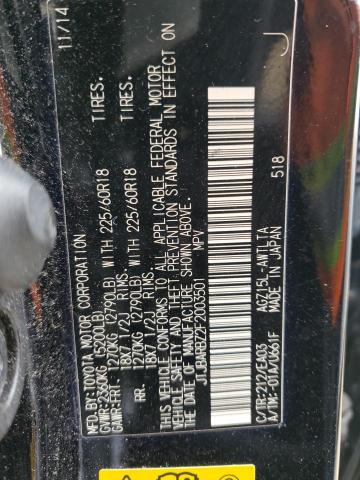 MFD. BY: TOYOTA MOTOR CORPORATION 11/14
GVWR: 2350KG (5200LB)
GAWR: FRT. 1270KG (2790LB) WITH 225/60R18 TIRES.
18X7 1/2J RIMS.
RR. 1270KG (2790LB) WITH 225/60R18 TIRES.
18X7 1/2J RIMS.
THIS VEHICLE CONFORMS TO ALL APPLICABLE FEDERAL MOTOR
VEHICLE SAFETY AND THEFT PREVENTION STANDARDS IN EFFECT ON
THE DATE OF MANUFACTURE SHOWN ABOVE.
JTJBARBZ2F2003501 MPV
AGZ15L-AWTLTA J
C/TR: 212/EA03
A/TM: -01A/U661F MADE IN JAPAN 518